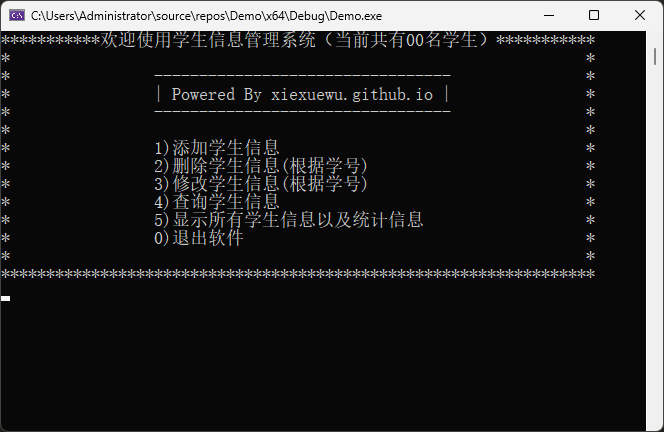 C:\Users\Administrator\source\repos\Demo\x64\Debug\Demo.exe
***********欢迎使用学生信息管理系统（当前共有00名学生）***********
*                                                                *
*                ---------------------------------               *
*                | Powered By xiexuewu.github.io |               *
*                ---------------------------------               *
*                                                                *
*                1)添加学生信息                                  *
*                2)删除学生信息(根据学号)                        *
*                3)修改学生信息(根据学号)                        *
*                4)查询学生信息                                  *
*                5)显示所有学生信息以及统计信息                  *
*                0)退出软件                                      *
*                                                                *
******************************************************************